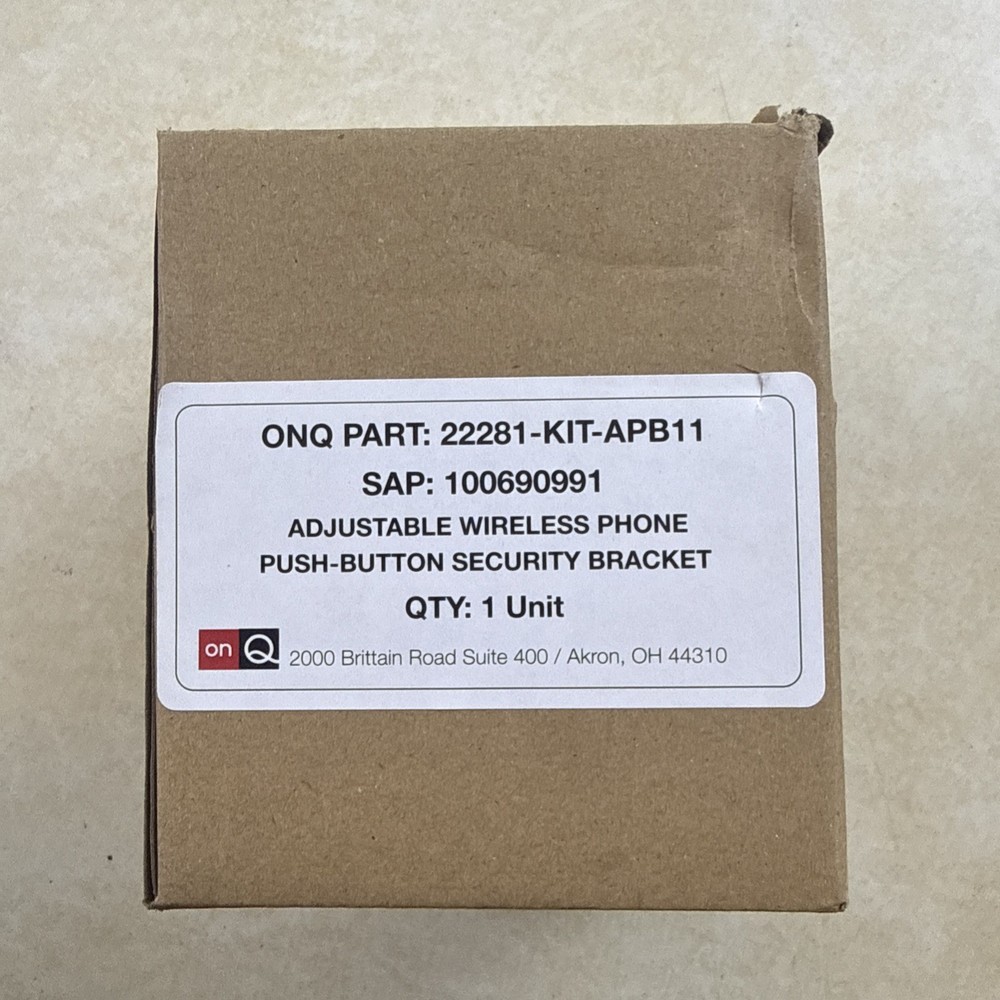 ONQ PART: 22281-KIT-APB11
SAP: 100690991
ADJUSTABLE WIRELESS PHONE
PUSH-BUTTON SECURITY BRACKET
QTY: 1 Unit
on Q 2000 Brittain Road Suite 400 / Akron, OH 44310